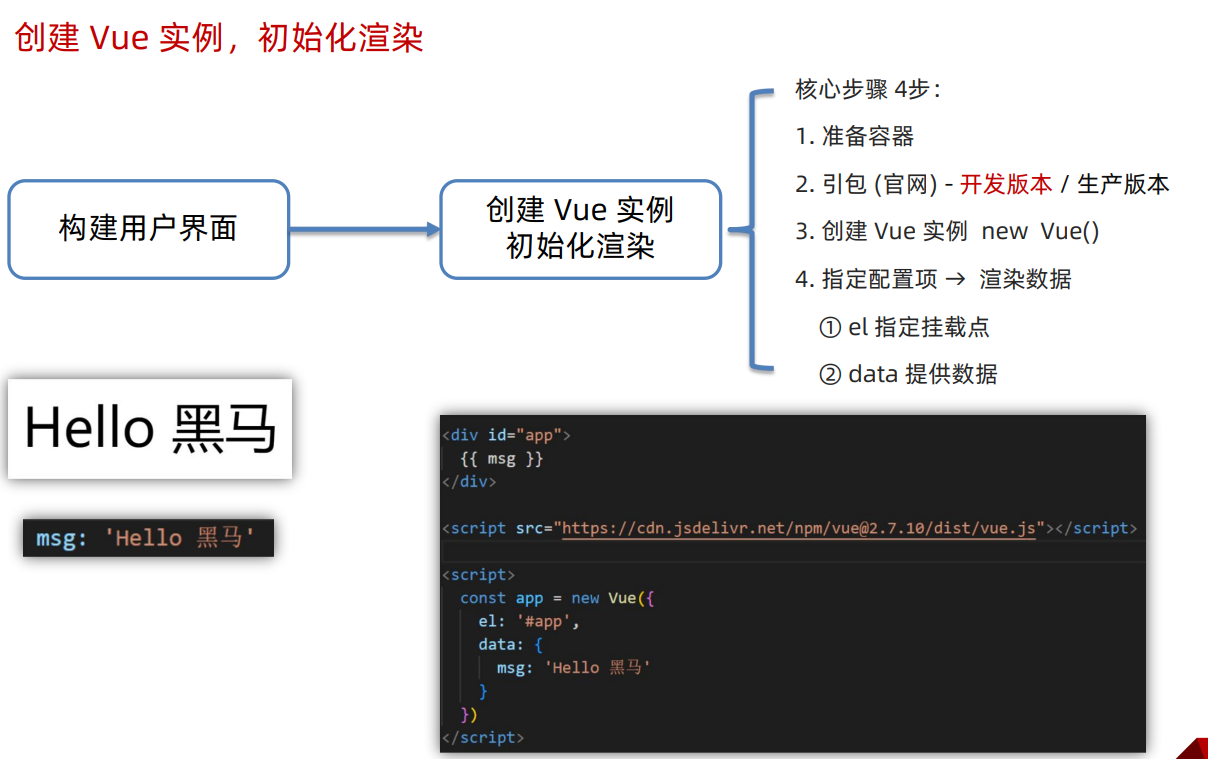 创建 Vue 实例，初始化渲染
构建用户界面
创建 Vue 实例
初始化渲染
核心步骤 4步：
1. 准备容器
2. 引包 (官网) - 开发版本 / 生产版本
3. 创建 Vue 实例  new  Vue()
4. 指定配置项 →  渲染数据
① el 指定挂载点
② data 提供数据
Hello 黑马
msg: 'Hello 黑马'
<div id="app">
  {{ msg }}
</div>
<script src="https://cdn.jsdelivr.net/npm/vue@2.7.10/dist/vue.js"></script>
<script>
  const app = new Vue({
    el: '#app',
    data: {
      msg: 'Hello 黑马'
    }
  })
</script>